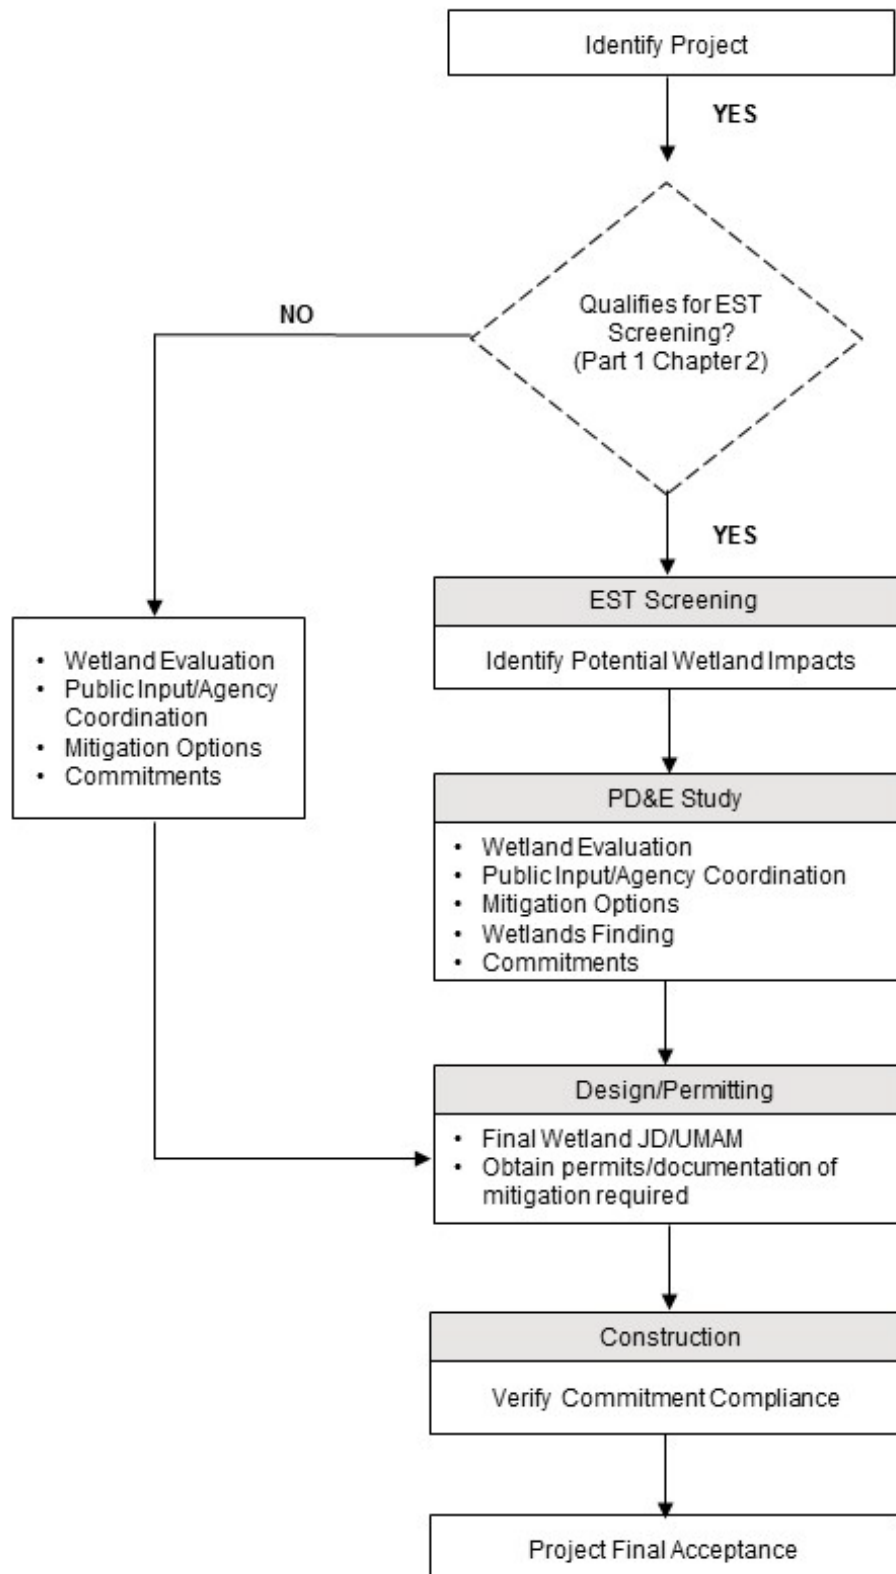 Identify Project
YES
Qualifies for EST
Screening?
(Part 1 Chapter 2)
NO
YES
EST Screening
Identify Potential Wetland Impacts
• Wetland Evaluation
• Public Input/Agency
Coordination
• Mitigation Options
• Commitments
PD&E Study
• Wetland Evaluation
• Public Input/Agency Coordination
• Mitigation Options
• Wetlands Finding
• Commitments
Design/Permitting
• Final Wetland JD/UMAM
• Obtain permits/documentation of
mitigation required
Construction
Verify Commitment Compliance
Project Final Acceptance